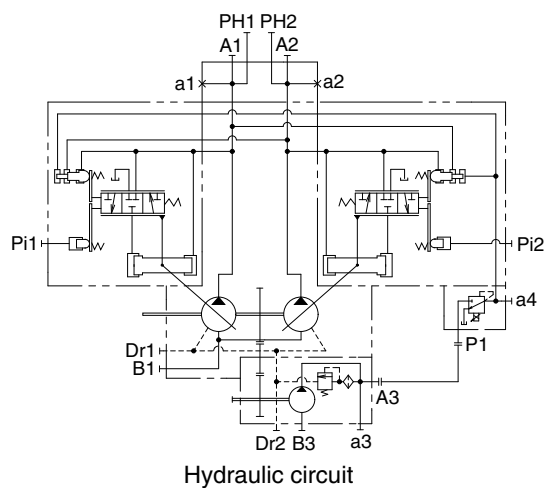 PH1 PH2
A1 A2
a1 a2
Pi1 Pi2
a4
P1
Dr1
B1
A3
Dr2 B3 a3
Hydraulic circuit